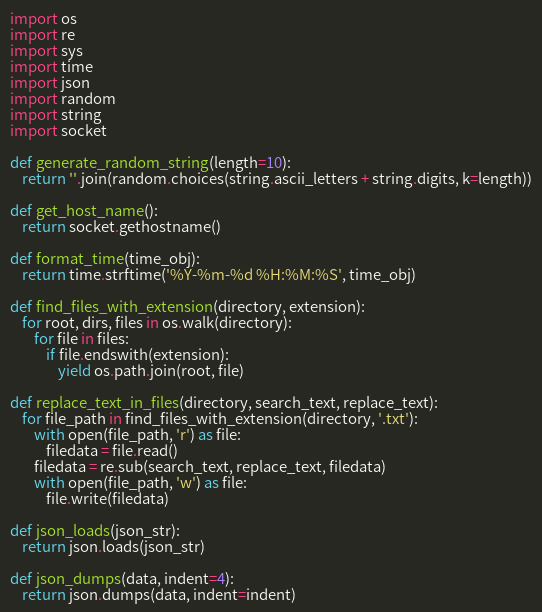 import os
import re
import sys
import time
import json
import random
import string
import socket

def generate_random_string(length=10):
    return ''.join(random.choices(string.ascii_letters + string.digits, k=length))

def get_host_name():
    return socket.gethostname()

def format_time(time_obj):
    return time.strftime('%Y-%m-%d %H:%M:%S', time_obj)

def find_files_with_extension(directory, extension):
    for root, dirs, files in os.walk(directory):
        for file in files:
            if file.endswith(extension):
                yield os.path.join(root, file)

def replace_text_in_files(directory, search_text, replace_text):
    for file_path in find_files_with_extension(directory, '.txt'):
        with open(file_path, 'r') as file:
            filedata = file.read()
        filedata = re.sub(search_text, replace_text, filedata)
        with open(file_path, 'w') as file:
            file.write(filedata)

def json_loads(json_str):
    return json.loads(json_str)

def json_dumps(data, indent=4):
    return json.dumps(data, indent=indent)